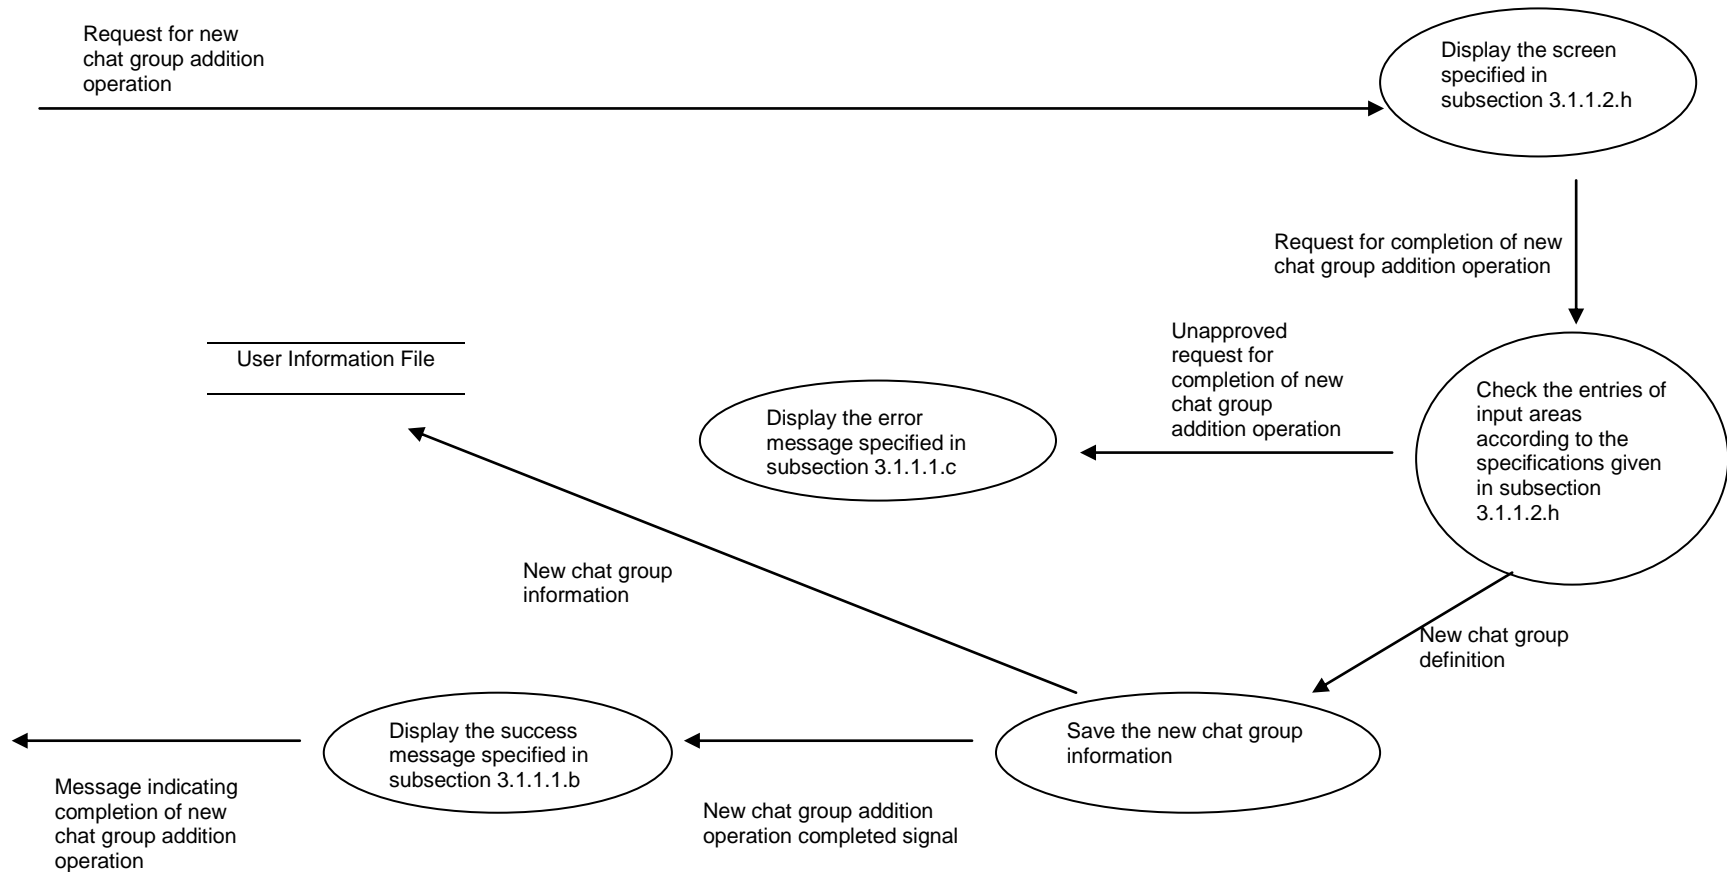 Request for new
chat group addition
operation
Display the screen
specified in
subsection 3.1.1.2.h
Request for completion of new
chat group addition operation
Unapproved
request for
completion of new
chat group
addition operation
User Information File
Display the error
message specified in
subsection 3.1.1.1.c
Check the entries of
input areas
according to the
specifications given
in subsection
3.1.1.2.h
New chat group
information
New chat group
definition
Display the success
message specified in
subsection 3.1.1.1.b
Save the new chat group
information
Message indicating
completion of new
chat group addition
operation
New chat group addition
operation completed signal